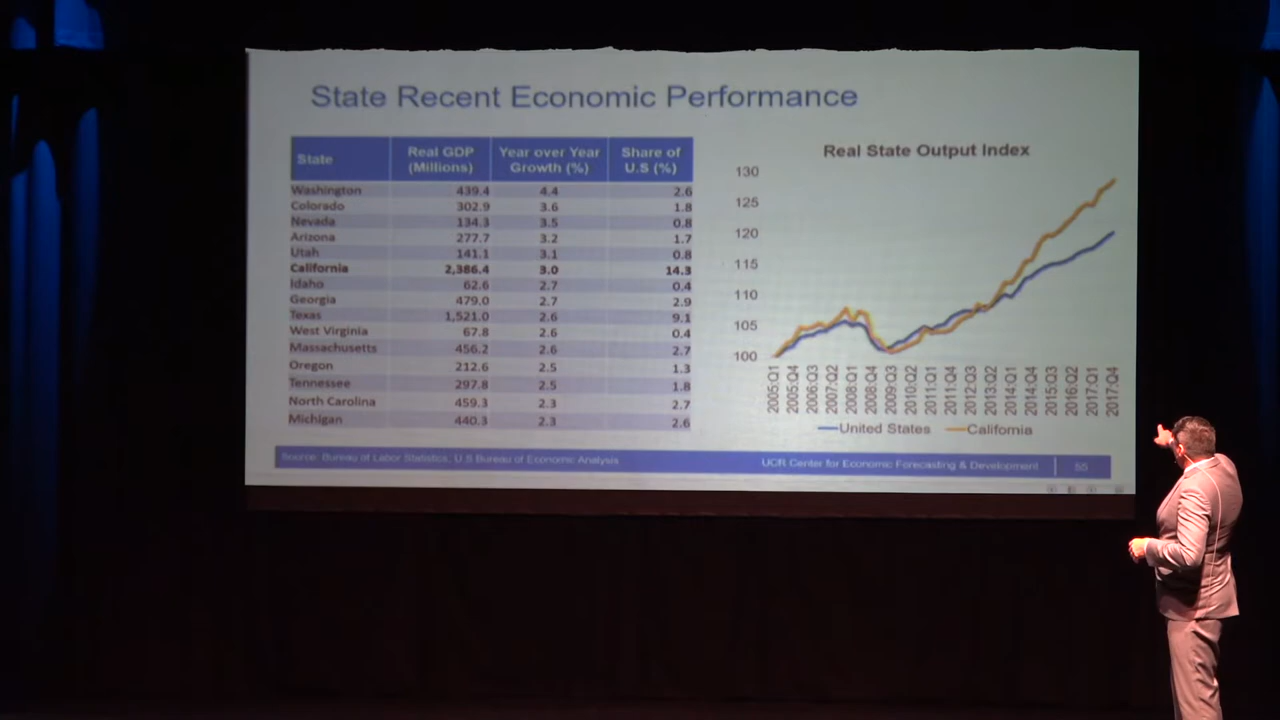 State Recent Economic Performance
State Real GDP (Millions) Year over Year Growth (%) Share of U.S (%)
Washington 439.4 4.4 2.6
Colorado 302.9 3.6 1.8
Nevada 134.3 3.5 0.8
Arizona 277.7 3.2 1.7
Utah 141.1 3.1 0.8
California 2,386.4 3.0 14.3
Idaho 62.6 2.7 0.4
Georgia 479.0 2.7 2.9
Texas 1,521.0 2.6 9.1
West Virginia 67.8 2.6 0.4
Massachusetts 456.2 2.6 2.7
Oregon 212.6 2.5 1.3
Tennessee 297.8 2.5 1.8
North Carolina 459.3 2.3 2.7
Michigan 440.3 2.3 2.6
Real State Output Index
130
125
120
115
110
105
100
2005:Q1 2005:Q4 2006:Q3 2007:Q2 2008:Q1 2008:Q4 2009:Q3 2010:Q2 2011:Q1 2011:Q4 2012:Q3 2013:Q2 2014:Q1 2014:Q4 2015:Q3 2016:Q2 2017:Q1 2017:Q4
United States California
Source: Bureau of Labor Statistics, U.S Bureau of Economic Analysis
UCR Center for Economic Forecasting & Development 55